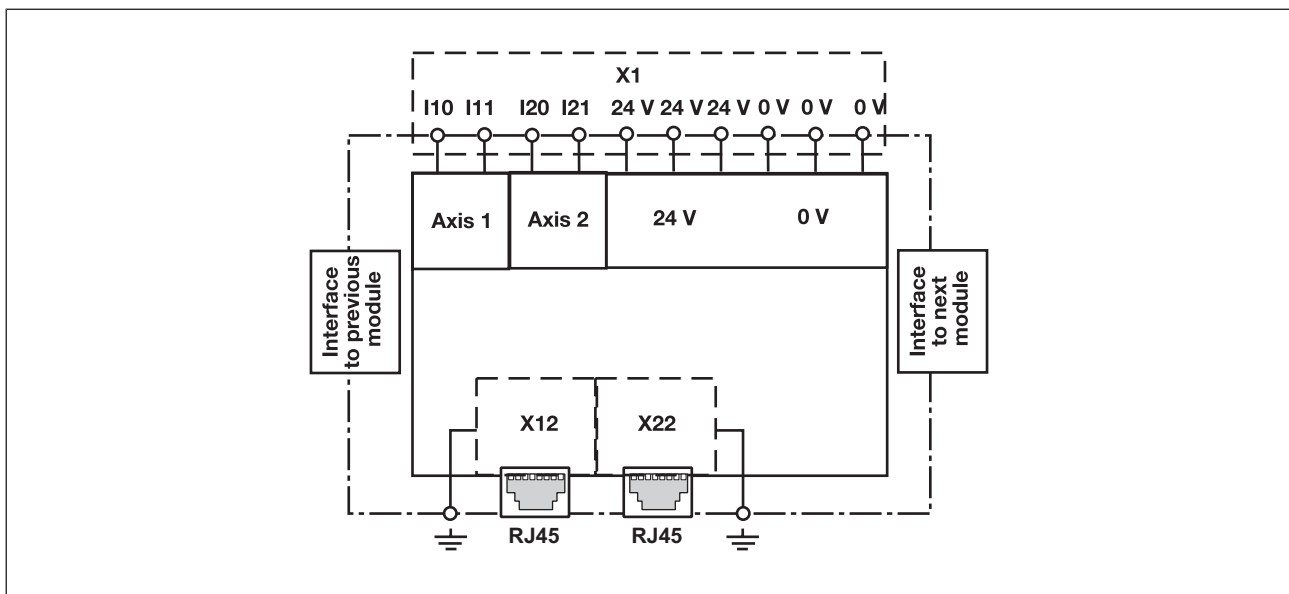 X1
I10 I11 I20 I21 24 V 24 V 24 V 0 V 0 V 0 V
Axis 1 Axis 2 24 V 0 V
Interface
to previous
module
Interface
to next
module
X12 X22
RJ45 RJ45